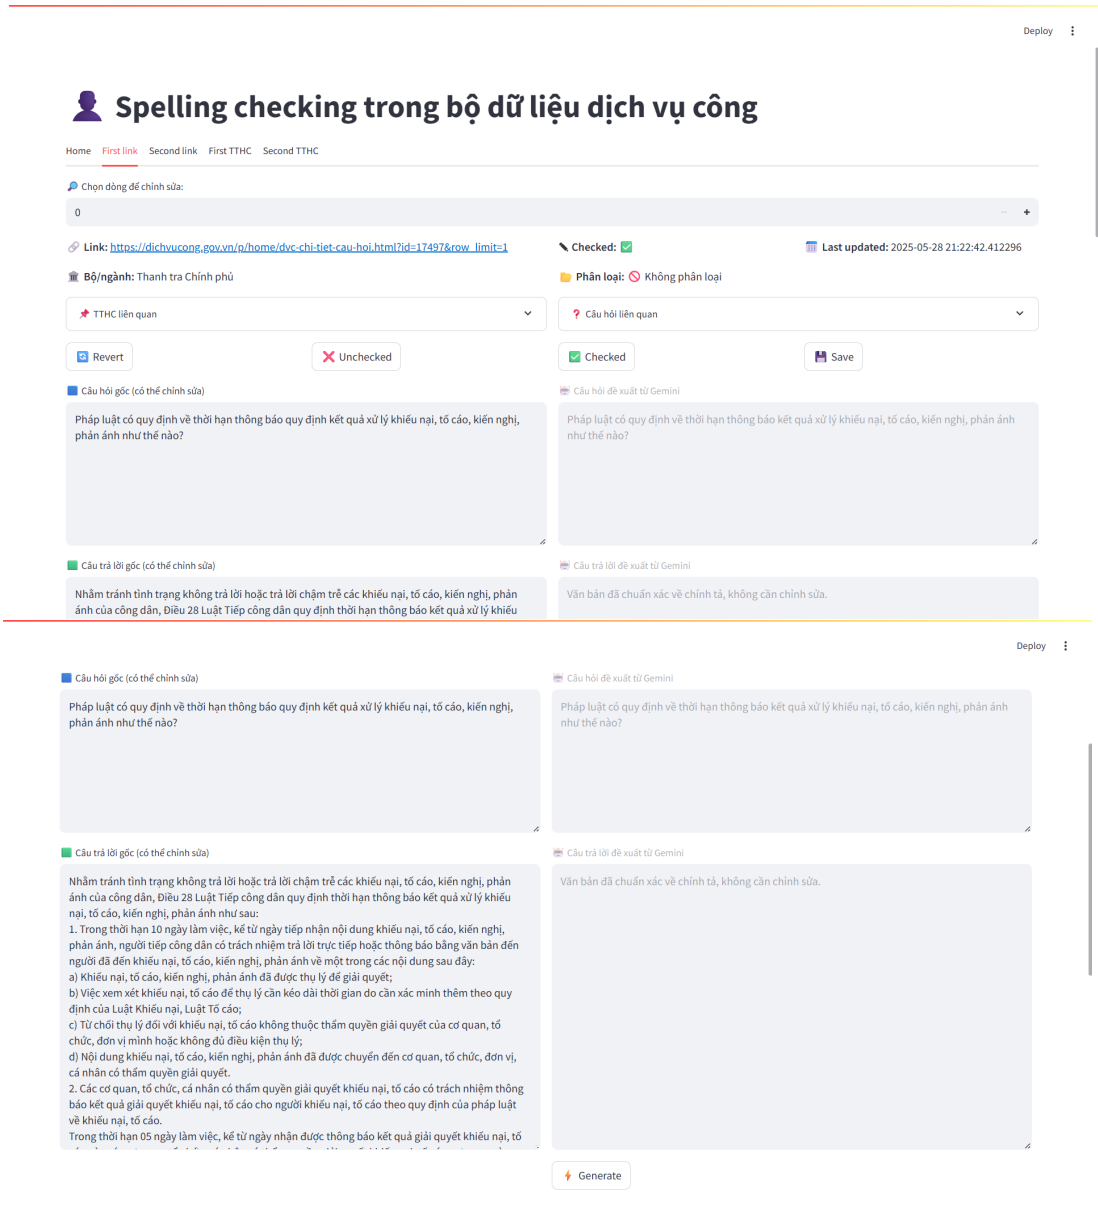 Deploy
Spelling checking trong bộ dữ liệu dịch vụ công
Home First link Second link First TTHC Second TTHC
Chọn dòng để chỉnh sửa:
0
Link: https://dichvucong.gov.vn/p/home/dvc-chi-tiet-cau-hoi.html?id=17497&row_limit=1
Checked:
Last updated: 2025-05-28 21:22:42.412296
Bộ/ngành: Thanh tra Chính phủ
Phân loại: Không phân loại
TTHC liên quan
Câu hỏi liên quan
Revert
Unchecked
Checked
Save
Câu hỏi gốc (có thể chỉnh sửa)
Pháp luật có quy định về thời hạn thông báo quy định kết quả xử lý khiếu nại, tố cáo, kiến nghị,
phản ánh như thế nào?
Câu hỏi đề xuất từ Gemini
Pháp luật có quy định về thời hạn thông báo kết quả xử lý khiếu nại, tố cáo, kiến nghị, phản ánh
như thế nào?
Câu trả lời gốc (có thể chỉnh sửa)
Nhằm tránh tình trạng không trả lời hoặc trả lời chậm trễ các khiếu nại, tố cáo, kiến nghị, phản
ánh của công dân, Điều 28 Luật Tiếp công dân quy định thời hạn thông báo kết quả xử lý khiếu
Câu trả lời đề xuất từ Gemini
Văn bản đã chuẩn xác về chính tả, không cần chỉnh sửa.
Deploy
Câu hỏi gốc (có thể chỉnh sửa)
Pháp luật có quy định về thời hạn thông báo quy định kết quả xử lý khiếu nại, tố cáo, kiến nghị,
phản ánh như thế nào?
Câu hỏi đề xuất từ Gemini
Pháp luật có quy định về thời hạn thông báo kết quả xử lý khiếu nại, tố cáo, kiến nghị, phản ánh
như thế nào?
Câu trả lời gốc (có thể chỉnh sửa)
Nhằm tránh tình trạng không trả lời hoặc trả lời chậm trễ các khiếu nại, tố cáo, kiến nghị, phản
ánh của công dân, Điều 28 Luật Tiếp công dân quy định thời hạn thông báo kết quả xử lý khiếu
nại, tố cáo, kiến nghị, phản ánh như sau:
1. Trong thời hạn 10 ngày làm việc, kể từ ngày tiếp nhận nội dung khiếu nại, tố cáo, kiến nghị,
phản ánh, người tiếp công dân có trách nhiệm trả lời trực tiếp hoặc thông báo bằng văn bản đến
người đã đến khiếu nại, tố cáo, kiến nghị, phản ánh về một trong các nội dung sau đây:
a) Khiếu nại, tố cáo, kiến nghị, phản ánh đã được thụ lý để giải quyết;
b) Việc xem xét khiếu nại, tố cáo để thụ lý cần kéo dài thời gian do cần xác minh thêm theo quy
định của Luật Khiếu nại, Luật Tố cáo;
c) Từ chối thụ lý đối với khiếu nại, tố cáo không thuộc thẩm quyền giải quyết của cơ quan, tổ
chức, đơn vị mình hoặc không đủ điều kiện thụ lý;
d) Nội dung khiếu nại, tố cáo, kiến nghị, phản ánh đã được chuyển đến cơ quan, tổ chức, đơn vị,
cá nhân có thẩm quyền giải quyết.
2. Các cơ quan, tổ chức, cá nhân có thẩm quyền giải quyết khiếu nại, tố cáo có trách nhiệm thông
báo kết quả giải quyết khiếu nại, tố cáo cho người khiếu nại, tố cáo theo quy định của pháp luật
về khiếu nại, tố cáo.
Trong thời hạn 05 ngày làm việc, kể từ ngày nhận được thông báo kết quả giải quyết khiếu nại, tố
Câu trả lời đề xuất từ Gemini
Văn bản đã chuẩn xác về chính tả, không cần chỉnh sửa.
Generate